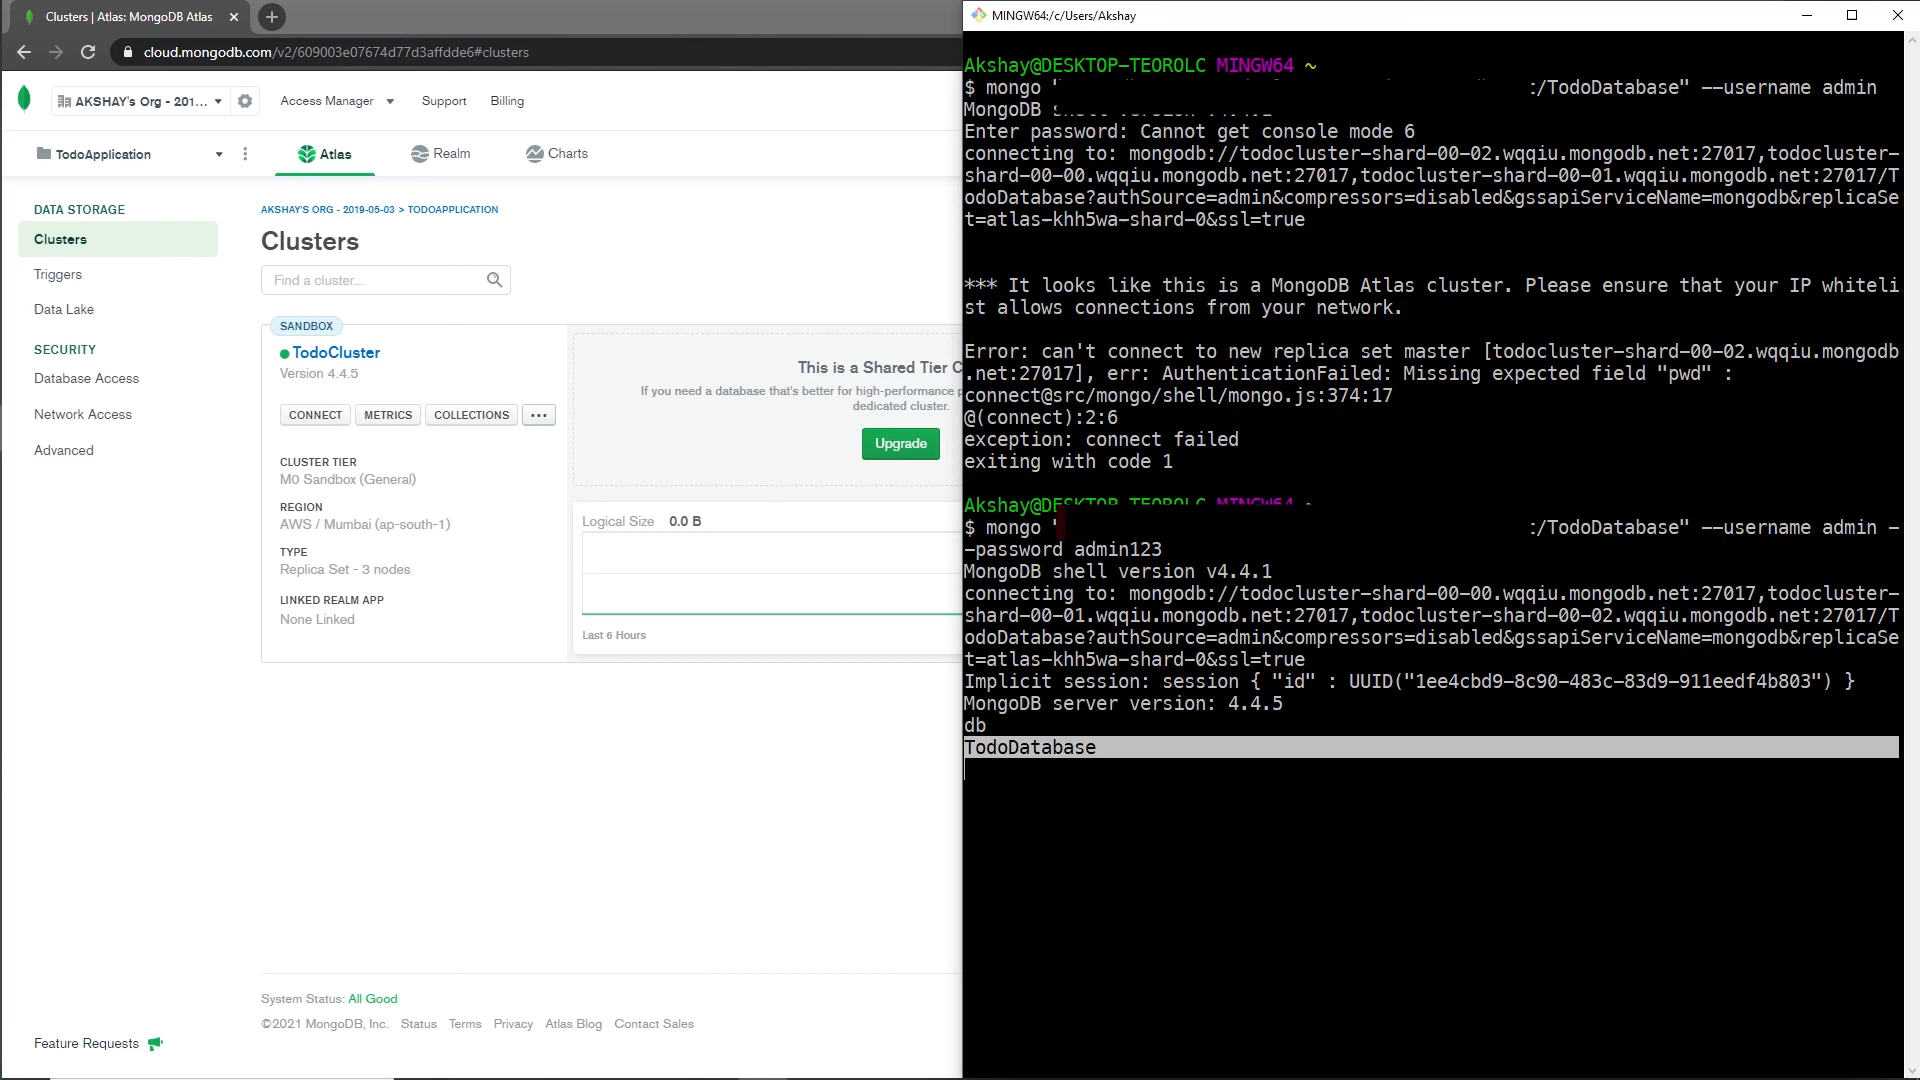 Clusters | Atlas: MongoDB Atlas
cloud.mongodb.com/v2/609003e07674d77d3affdde6#clusters
AKSHAY's Org - 201...
Access Manager
Support
Billing
TodoApplication
Atlas
Realm
Charts
DATA STORAGE
Clusters
Triggers
Data Lake
SECURITY
Database Access
Network Access
Advanced
Feature Requests
AKSHAY'S ORG - 2019-05-03 > TODOAPPLICATION
Clusters
Find a cluster...
SANDBOX
TodoCluster
Version 4.4.5
CONNECT
METRICS
COLLECTIONS
...
CLUSTER TIER
M0 Sandbox (General)
REGION
AWS / Mumbai (ap-south-1)
TYPE
Replica Set - 3 nodes
LINKED REALM APP
None Linked
This is a Shared Tier C
If you need a database that's better for high-performance p
dedicated cluster.
Upgrade
Logical Size 0.0 B
Last 6 Hours
System Status: All Good
©2021 MongoDB, Inc. Status Terms Privacy Atlas Blog Contact Sales
MINGW64:/c/Users/Akshay
Akshay@DESKTOP-TEOROLC MINGW64 ~
$ mongo " :/TodoDatabase" --username admin
MongoDB shell version v4.4.1
Enter password: Cannot get console mode 6
connecting to: mongodb://todocluster-shard-00-02.wqqiu.mongodb.net:27017,todocluster-
shard-00-00.wqqiu.mongodb.net:27017,todocluster-shard-00-01.wqqiu.mongodb.net:27017/T
odoDatabase?authSource=admin&compressors=disabled&gssapiServiceName=mongodb&replicaSe
t=atlas-khh5wa-shard-0&ssl=true
*** It looks like this is a MongoDB Atlas cluster. Please ensure that your IP whiteli
st allows connections from your network.
Error: can't connect to new replica set master [todocluster-shard-00-02.wqqiu.mongodb
.net:27017], err: AuthenticationFailed: Missing expected field "pwd" :
connect@src/mongo/shell/mongo.js:374:17
@(connect):2:6
exception: connect failed
exiting with code 1
Akshay@DESKTOP-TEOROLC MINGW64 ~
$ mongo " :/TodoDatabase" --username admin -
-password admin123
MongoDB shell version v4.4.1
connecting to: mongodb://todocluster-shard-00-00.wqqiu.mongodb.net:27017,todocluster-
shard-00-01.wqqiu.mongodb.net:27017,todocluster-shard-00-02.wqqiu.mongodb.net:27017/T
odoDatabase?authSource=admin&compressors=disabled&gssapiServiceName=mongodb&replicaSe
t=atlas-khh5wa-shard-0&ssl=true
Implicit session: session { "id" : UUID("1ee4cbd9-8c90-483c-83d9-911eedf4b803") }
MongoDB server version: 4.4.5
db
TodoDatabase